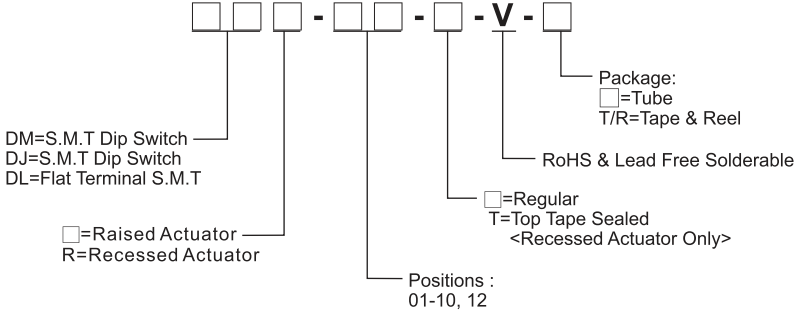 □□□-□□-□-V-□
Package:
□=Tube
T/R=Tape & Reel
DM=S.M.T Dip Switch
DJ=S.M.T Dip Switch
DL=Flat Terminal S.M.T
RoHS & Lead Free Solderable
□=Regular
T=Top Tape Sealed
<Recessed Actuator Only>
□=Raised Actuator
R=Recessed Actuator
Positions :
01-10, 12